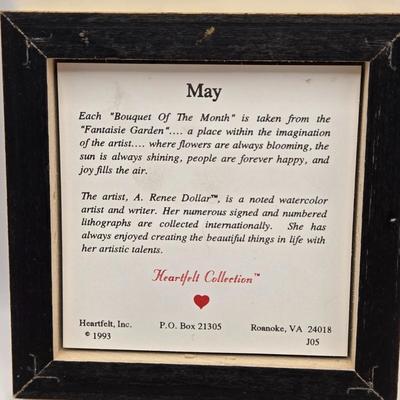 May
Each "Bouquet Of The Month" is taken from the
"Fantaisie Garden".... a place within the imagination
of the artist.... where flowers are always blooming, the
sun is always shining, people are forever happy, and
joy fills the air.
The artist, A. Renee Dollar™, is a noted watercolor
artist and writer. Her numerous signed and numbered
lithographs are collected internationally. She has
always enjoyed creating the beautiful things in life with
her artistic talents.
Heartfelt Collection™
Heartfelt, Inc. P.O. Box 21305 Roanoke, VA 24018
© 1993 J05